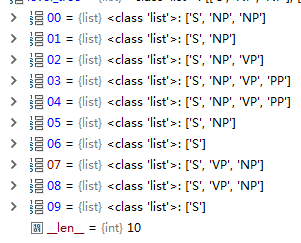 00 = {list} <class 'list'>: ['S', 'NP', 'NP']
01 = {list} <class 'list'>: ['S', 'NP']
02 = {list} <class 'list'>: ['S', 'NP', 'VP']
03 = {list} <class 'list'>: ['S', 'NP', 'VP', 'PP']
04 = {list} <class 'list'>: ['S', 'NP', 'VP', 'PP']
05 = {list} <class 'list'>: ['S', 'NP']
06 = {list} <class 'list'>: ['S']
07 = {list} <class 'list'>: ['S', 'VP', 'NP']
08 = {list} <class 'list'>: ['S', 'VP', 'NP']
09 = {list} <class 'list'>: ['S']
__len__ = {int} 10